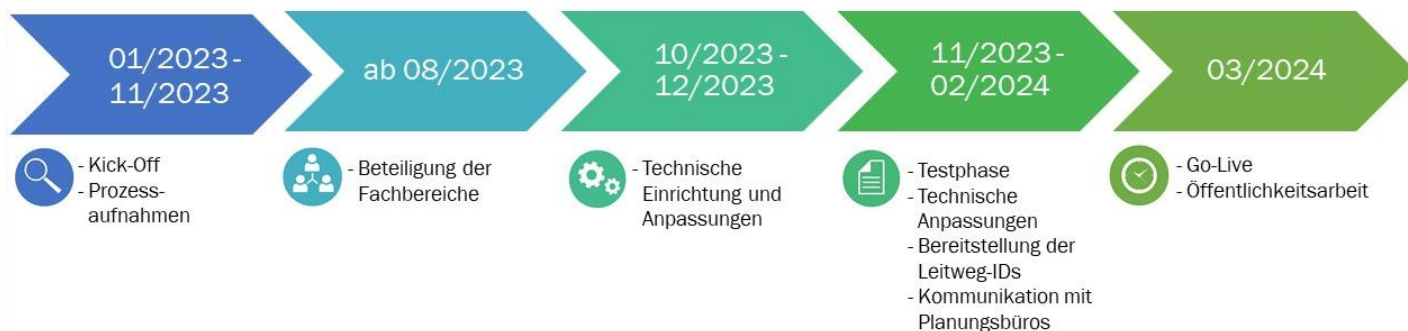 01/2023-
11/2023
- Kick-Off
- Prozess-
aufnahmen
ab 08/2023
- Beteiligung der
Fachbereiche
10/2023-
12/2023
- Technische
Einrichtung und
Anpassungen
11/2023-
02/2024
- Testphase
- Technische
Anpassungen
- Bereitstellung der
Leitweg-IDs
- Kommunikation mit
Planungsbüros
03/2024
- Go-Live
- Öffentlichkeitsarbeit